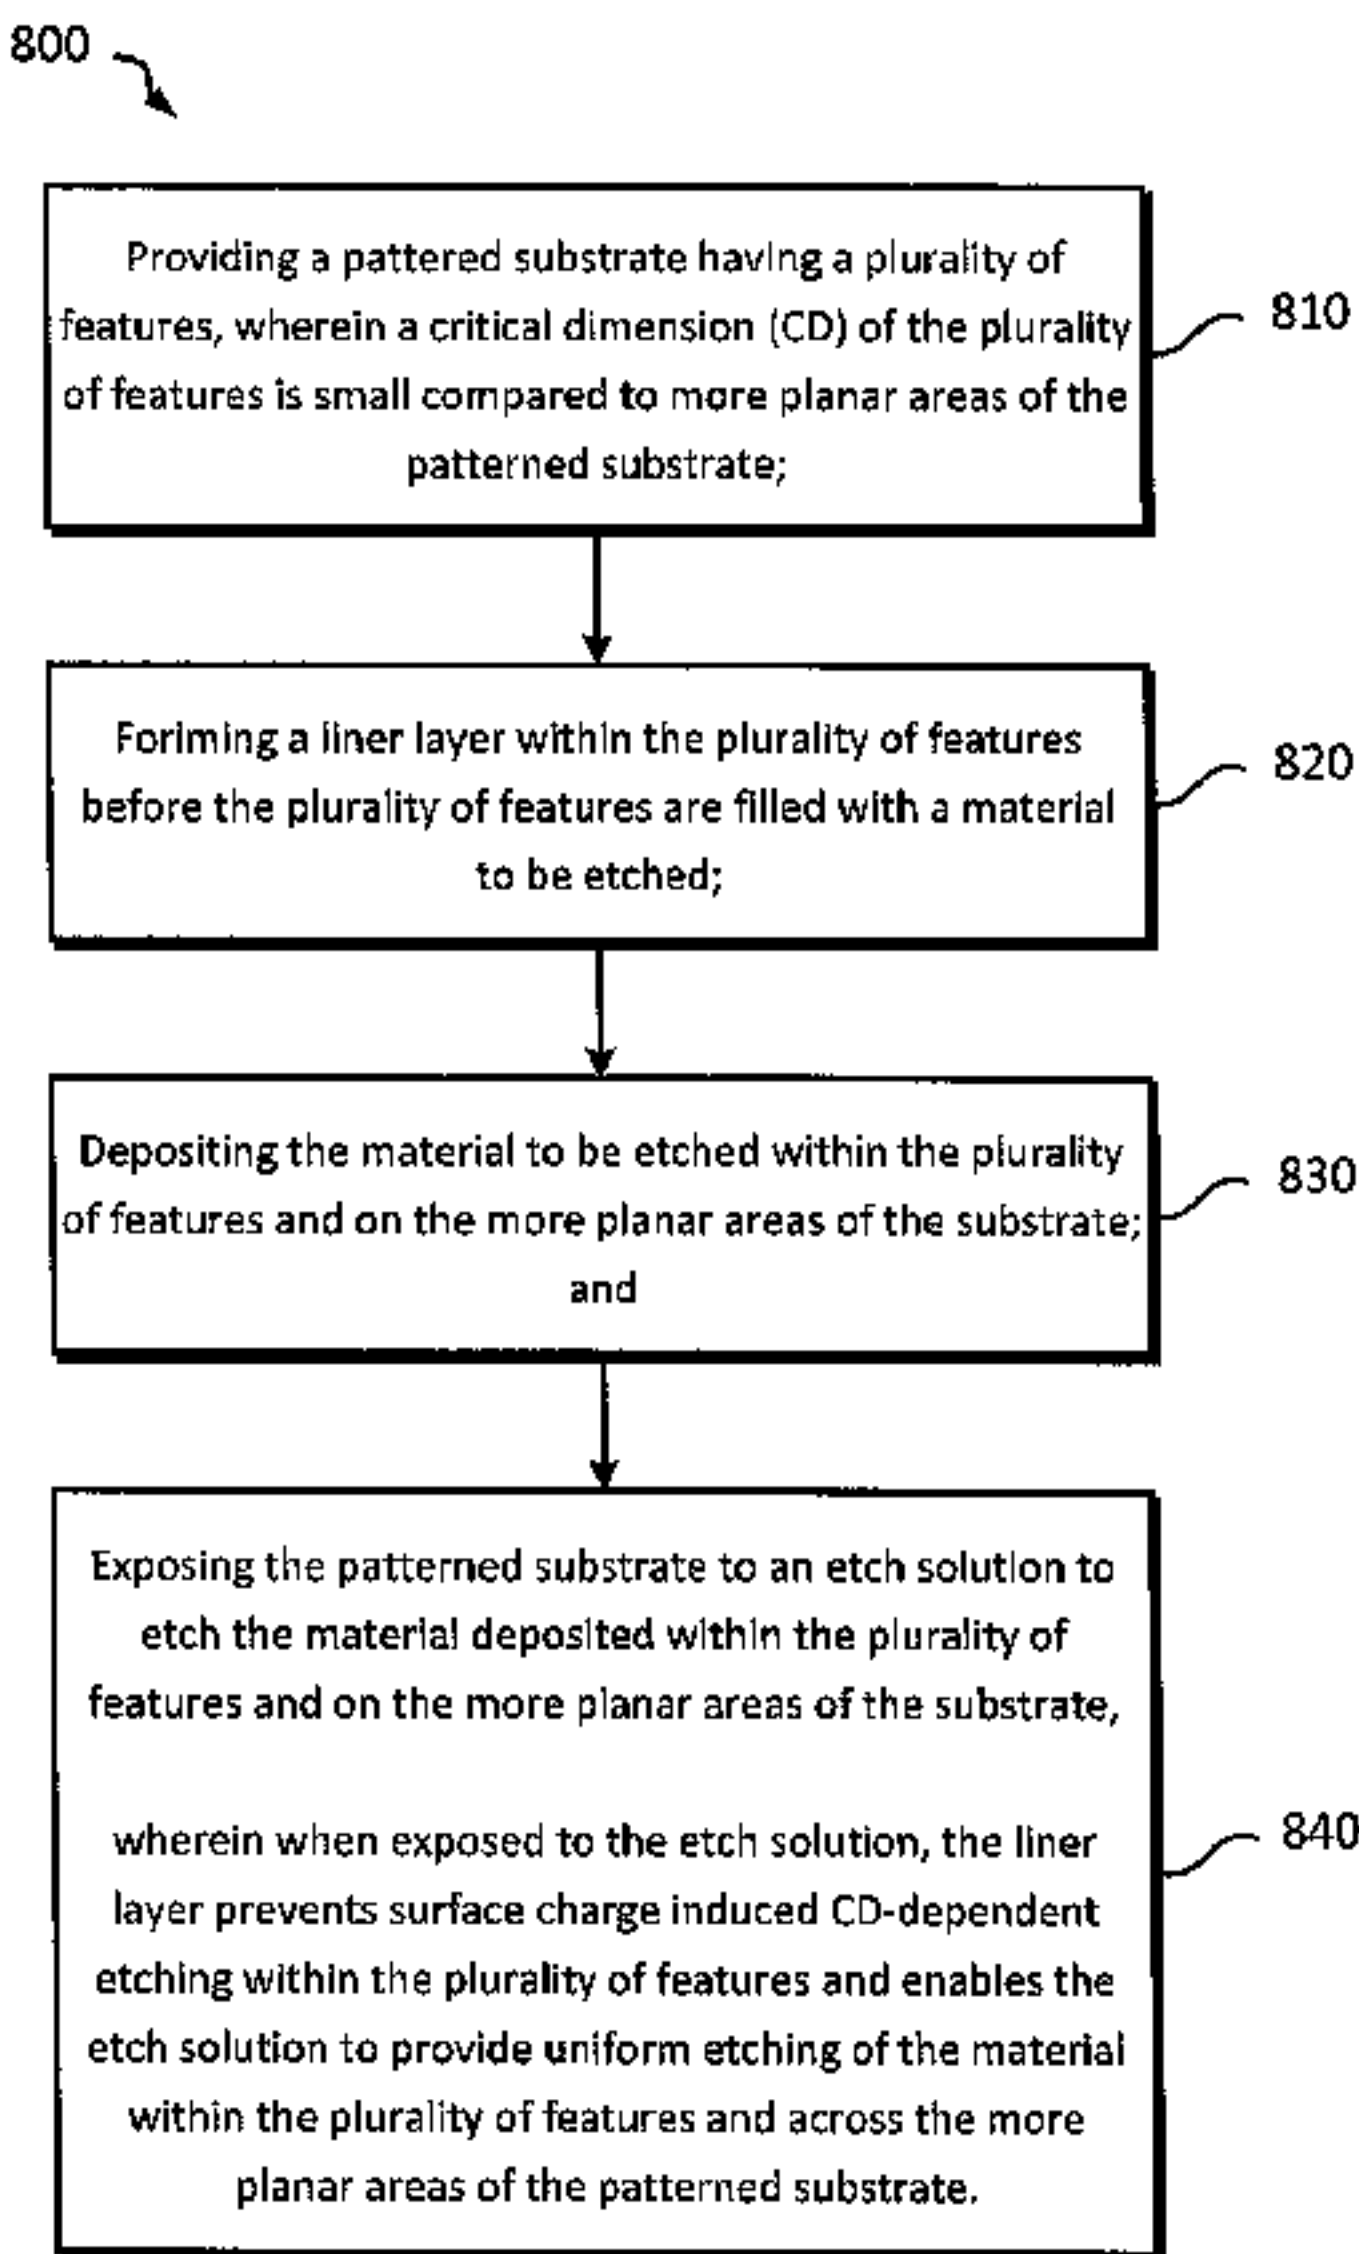 800
Providing a pattered substrate having a plurality of
features, wherein a critical dimension (CD) of the plurality
of features is small compared to more planar areas of the
patterned substrate;
810
Foriming a liner layer within the plurality of features
before the plurality of features are filled with a material
to be etched;
820
Depositing the material to be etched within the plurality
of features and on the more planar areas of the substrate;
and
830
Exposing the patterned substrate to an etch solution to
etch the material deposited within the plurality of
features and on the more planar areas of the substrate,
wherein when exposed to the etch solution, the liner
layer prevents surface charge induced CD-dependent
etching within the plurality of features and enables the
etch solution to provide uniform etching of the material
within the plurality of features and across the more
planar areas of the patterned substrate.
840